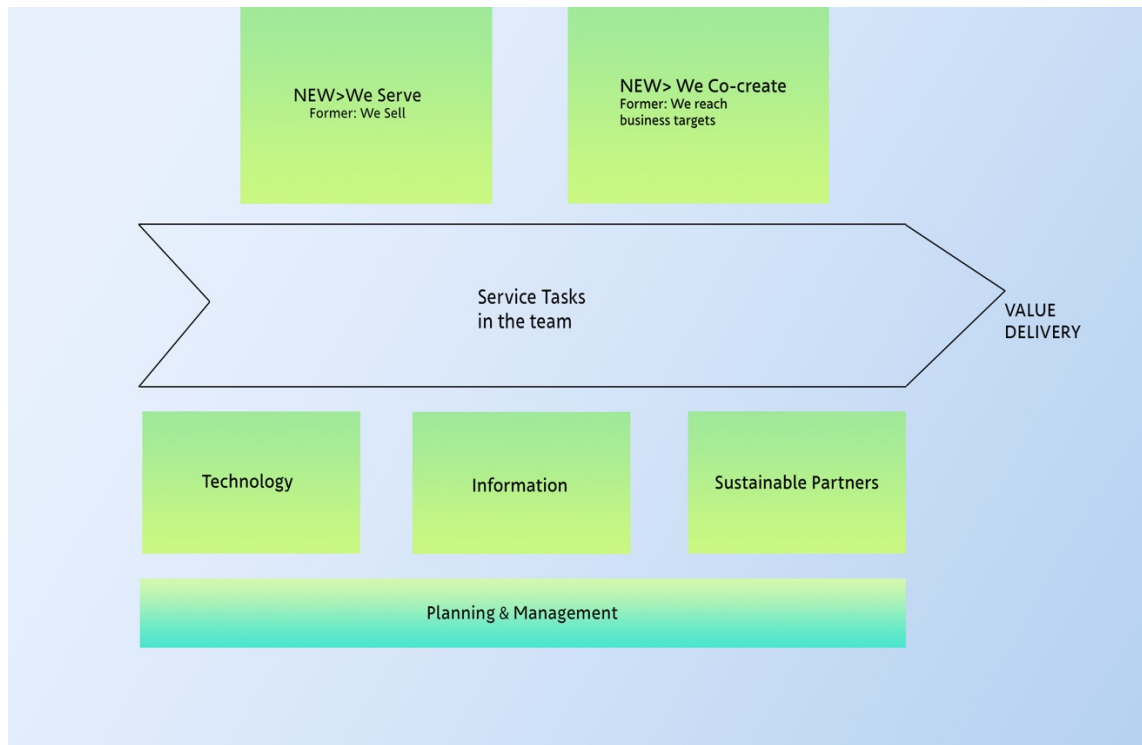 NEW>We Serve
Former: We Sell
NEW> We Co-create
Former: We reach
business targets
Service Tasks
in the team
VALUE
DELIVERY
Technology
Information
Sustainable Partners
Planning & Management